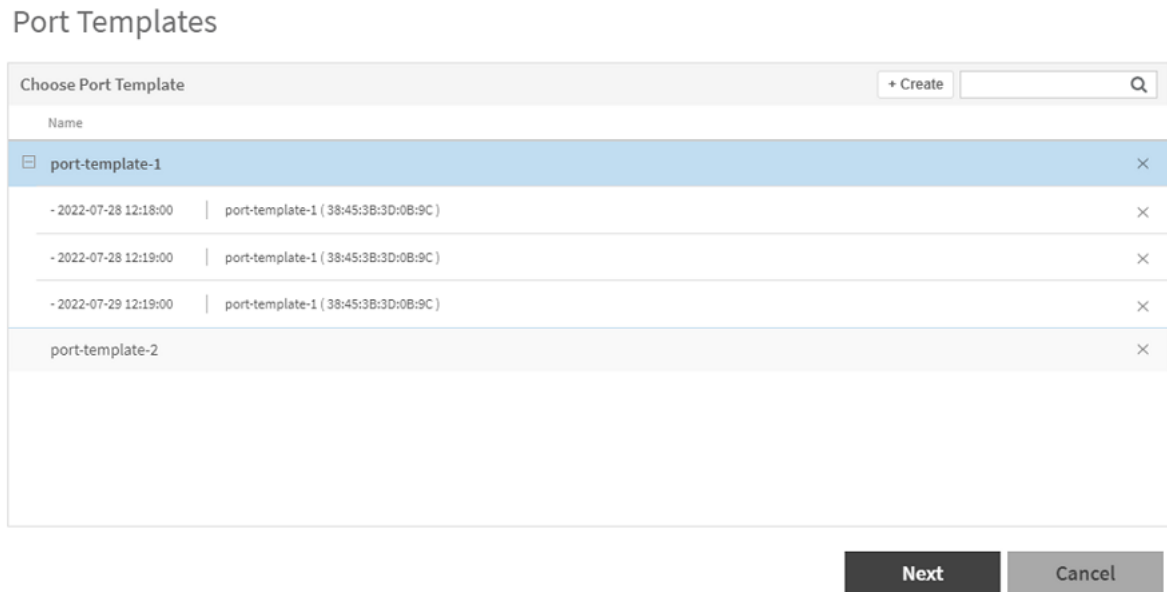 Port Templates
Choose Port Template + Create
Name
port-template-1
- 2022-07-28 12:18:00 port-template-1 ( 38:45:3B:3D:0B:9C )
- 2022-07-28 12:19:00 port-template-1 ( 38:45:3B:3D:0B:9C )
- 2022-07-29 12:19:00 port-template-1 ( 38:45:3B:3D:0B:9C )
port-template-2
Next Cancel